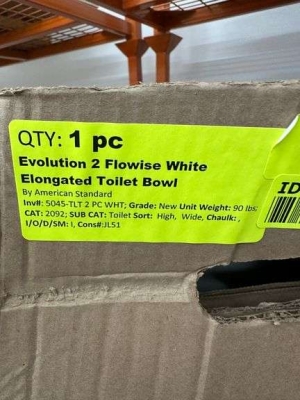 QTY: 1 pc
Evolution 2 Flowise White
Elongated Toilet Bowl
By American Standard
Inv#: 5045-TLT 2 PC WHT; Grade: New Unit Weight: 90 lbs;
CAT: 2092; SUB CAT: Toilet Sort: High, Wide, Chaulk: ,
I/O/D/SM: I, Cons#:JL51
ID